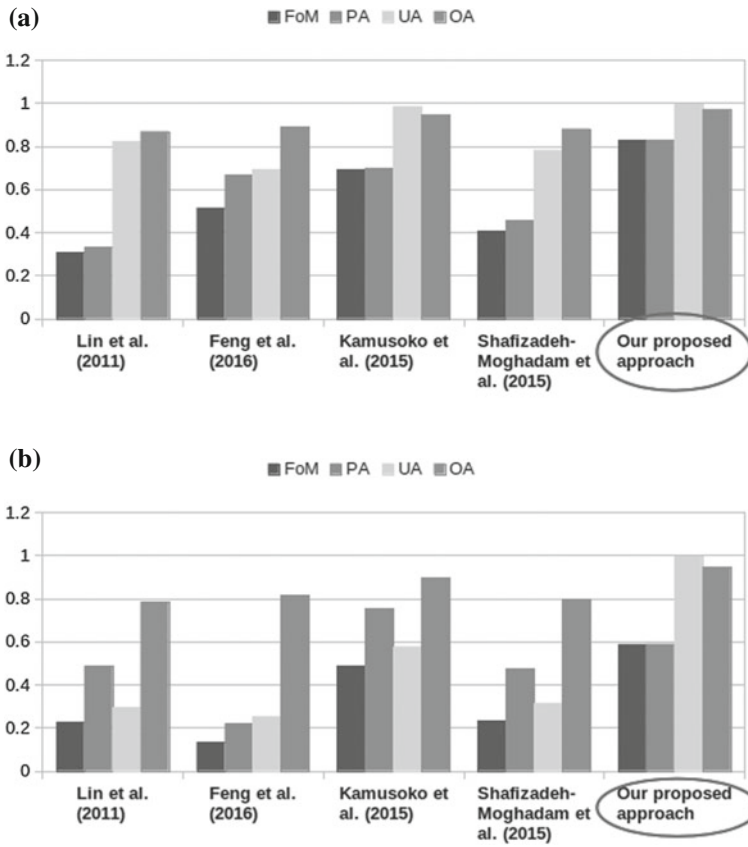 (a)
FoM PA UA OA
1.2
1
0.8
0.6
0.4
0.2
0
Lin et al.
(2011)
Feng et al.
(2016)
Kamusoko et
al. (2015)
Shafizadeh-
Moghadam et
al. (2015)
Our proposed
approach
(b)
FoM PA UA OA
1.2
1
0.8
0.6
0.4
0.2
0
Lin et al.
(2011)
Feng et al.
(2016)
Kamusoko et
al. (2015)
Shafizadeh-
Moghadam et
al. (2015)
Our proposed
approach